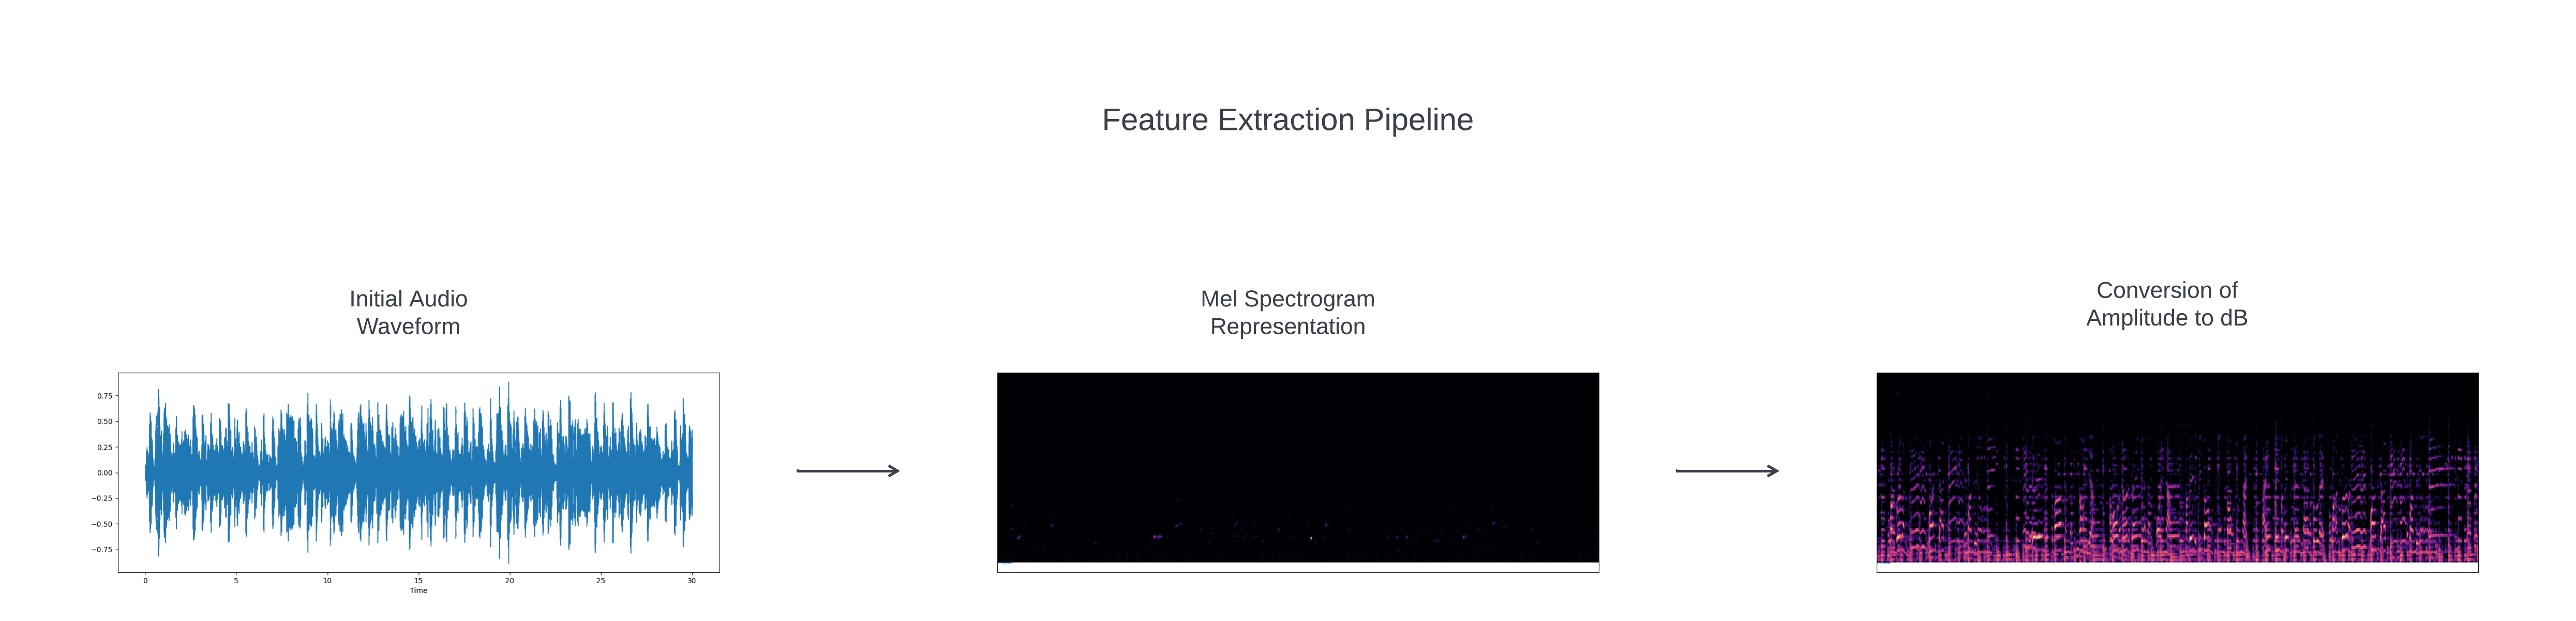 Feature Extraction Pipeline
Initial Audio
Waveform
Mel Spectrogram
Representation
Conversion of
Amplitude to dB
0.75
0.50
0.25
0.00
−0.25
−0.50
−0.75
0 5 10 15 20 25 30
Time